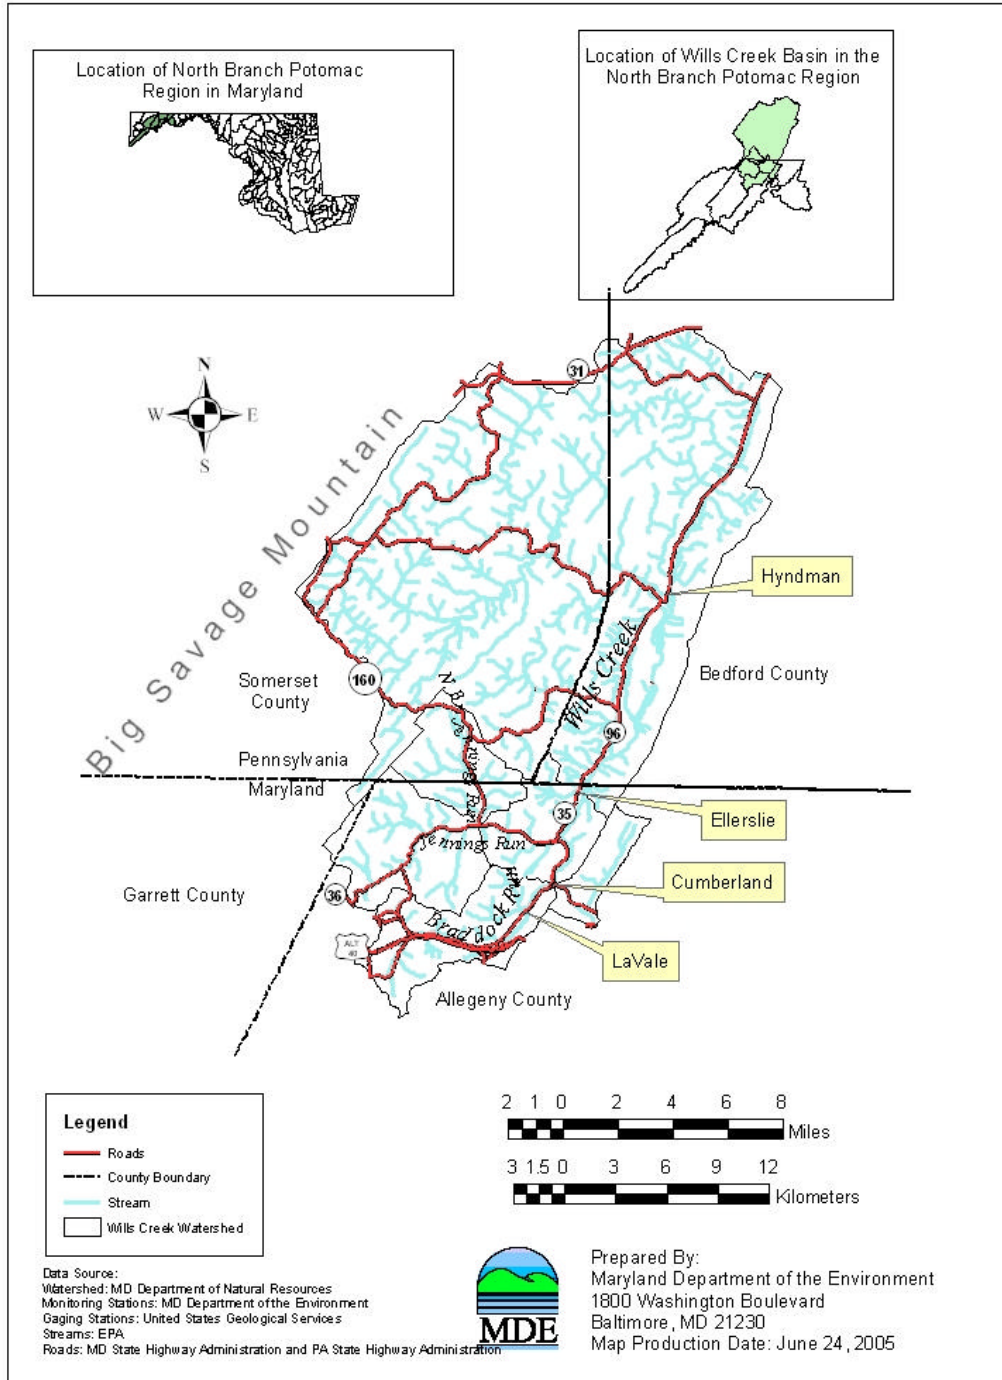 Location of North Branch Potomac
Region in Maryland
Location of Wills Creek Basin in the
North Branch Potomac Region
N
W
E
S
31
Big Savage Mountain
Hyndman
Bedford County
Wills Creek
Somerset
County
160
N Br Jennings Run
96
Pennsylvania
Maryland
Ellerslie
35
Jennings Run
Cumberland
Garrett County
36
Braddock Run
ALT
40
LaVale
Allegeny County
Legend
Roads
County Boundary
Stream
Wills Creek Watershed
2 1 0 2 4 6 8
Miles
3 1.5 0 3 6 9 12
Kilometers
Data Source:
Watershed: MD Department of Natural Resources
Monitoring Stations: MD Department of the Environment
Gaging Stations: United States Geological Services
Streams: EPA
Roads: MD State Highway Administration and PA State Highway Administration
MDE
Prepared By:
Maryland Department of the Environment
1800 Washington Boulevard
Baltimore, MD 21230
Map Production Date: June 24, 2005